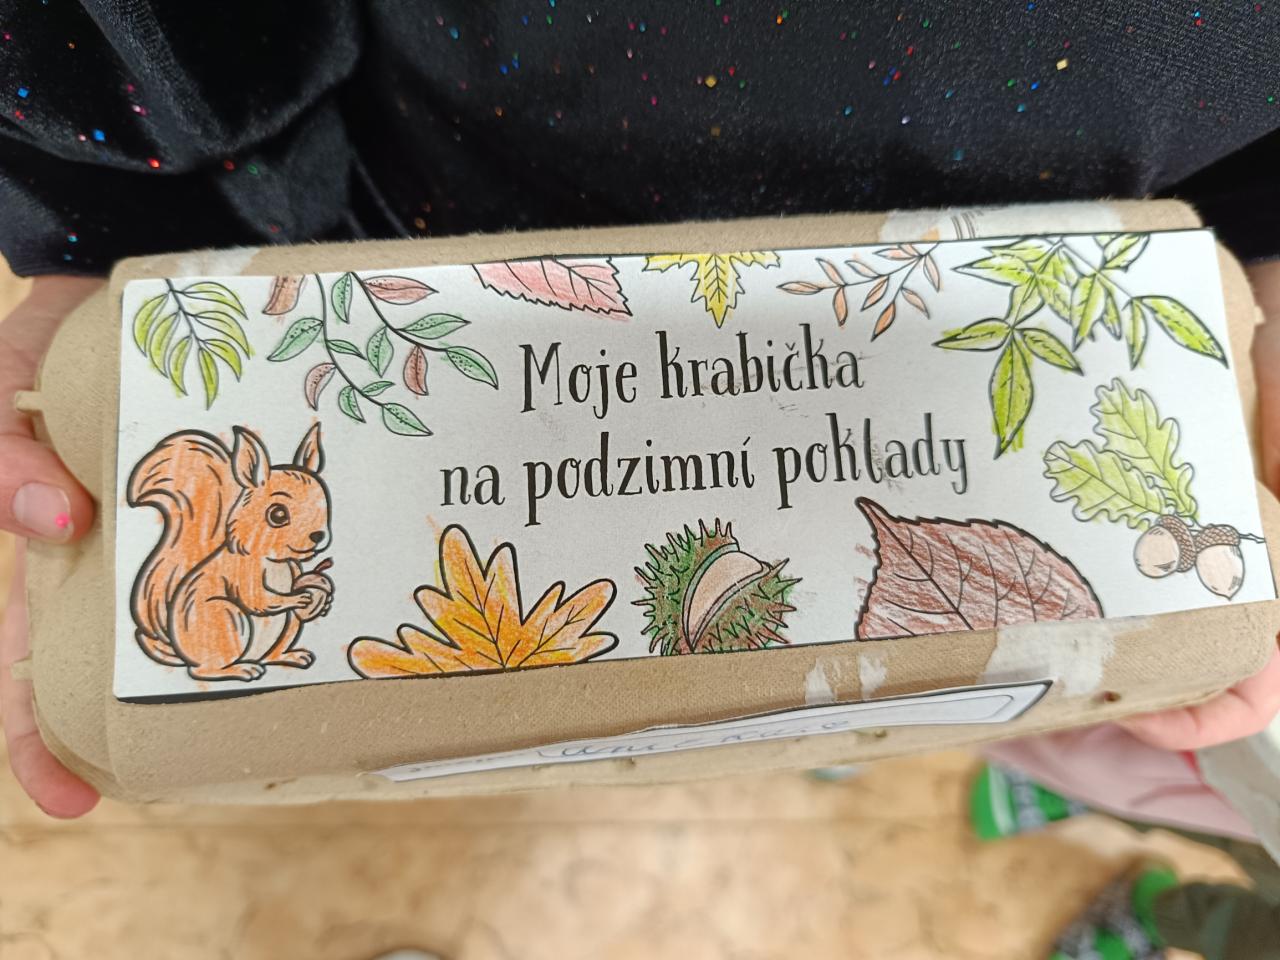 Moje krabička
na podzimní poklady